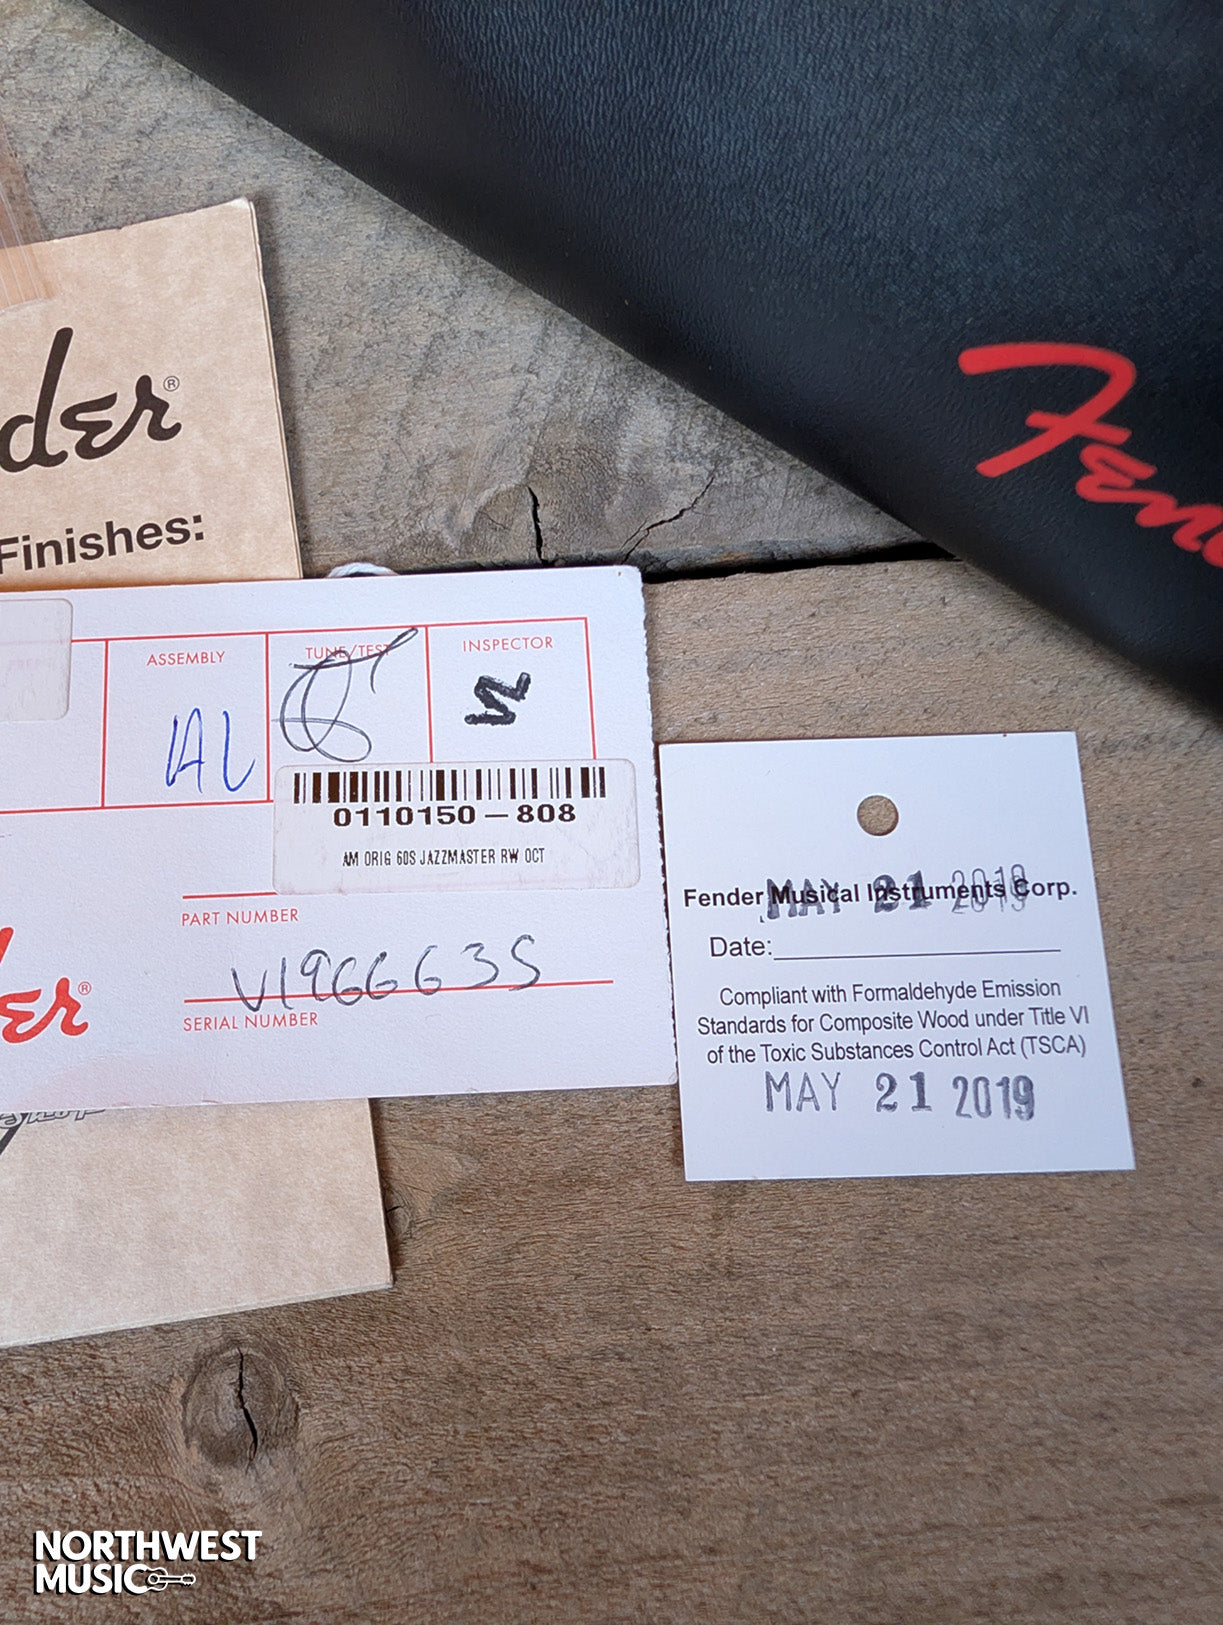 der®
Finishes:
Fen
ASSEMBLY
TUNE/TEST
INSPECTOR
AL
0110150-808
AM ORIG 60S JAZZMASTER RW OCT
PART NUMBER
V1966635
SERIAL NUMBER
er®
MAY 21 2019
Fender Musical Instruments Corp.
Date:
Compliant with Formaldehyde Emission
Standards for Composite Wood under Title VI
of the Toxic Substances Control Act (TSCA)
MAY 21 2019
NORTHWEST
MUSIC